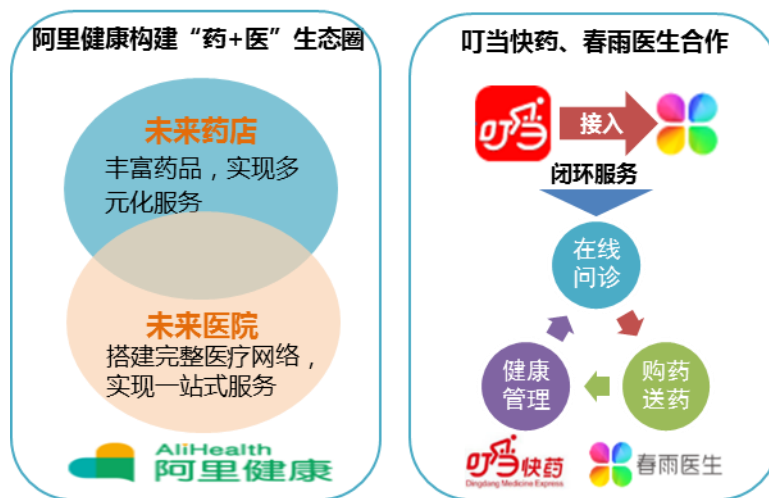 阿里健康构建“药+医”生态圈
未来药店
丰富药品，实现多
元化服务
未来医院
搭建完整医疗网络，
实现一站式服务
AliHealth
阿里健康
叮当快药、春雨医生合作
叮当
接入
闭环服务
在线
问诊
健康
管理
购药
送药
叮当快药
Dingdang Medicine Express
春雨医生